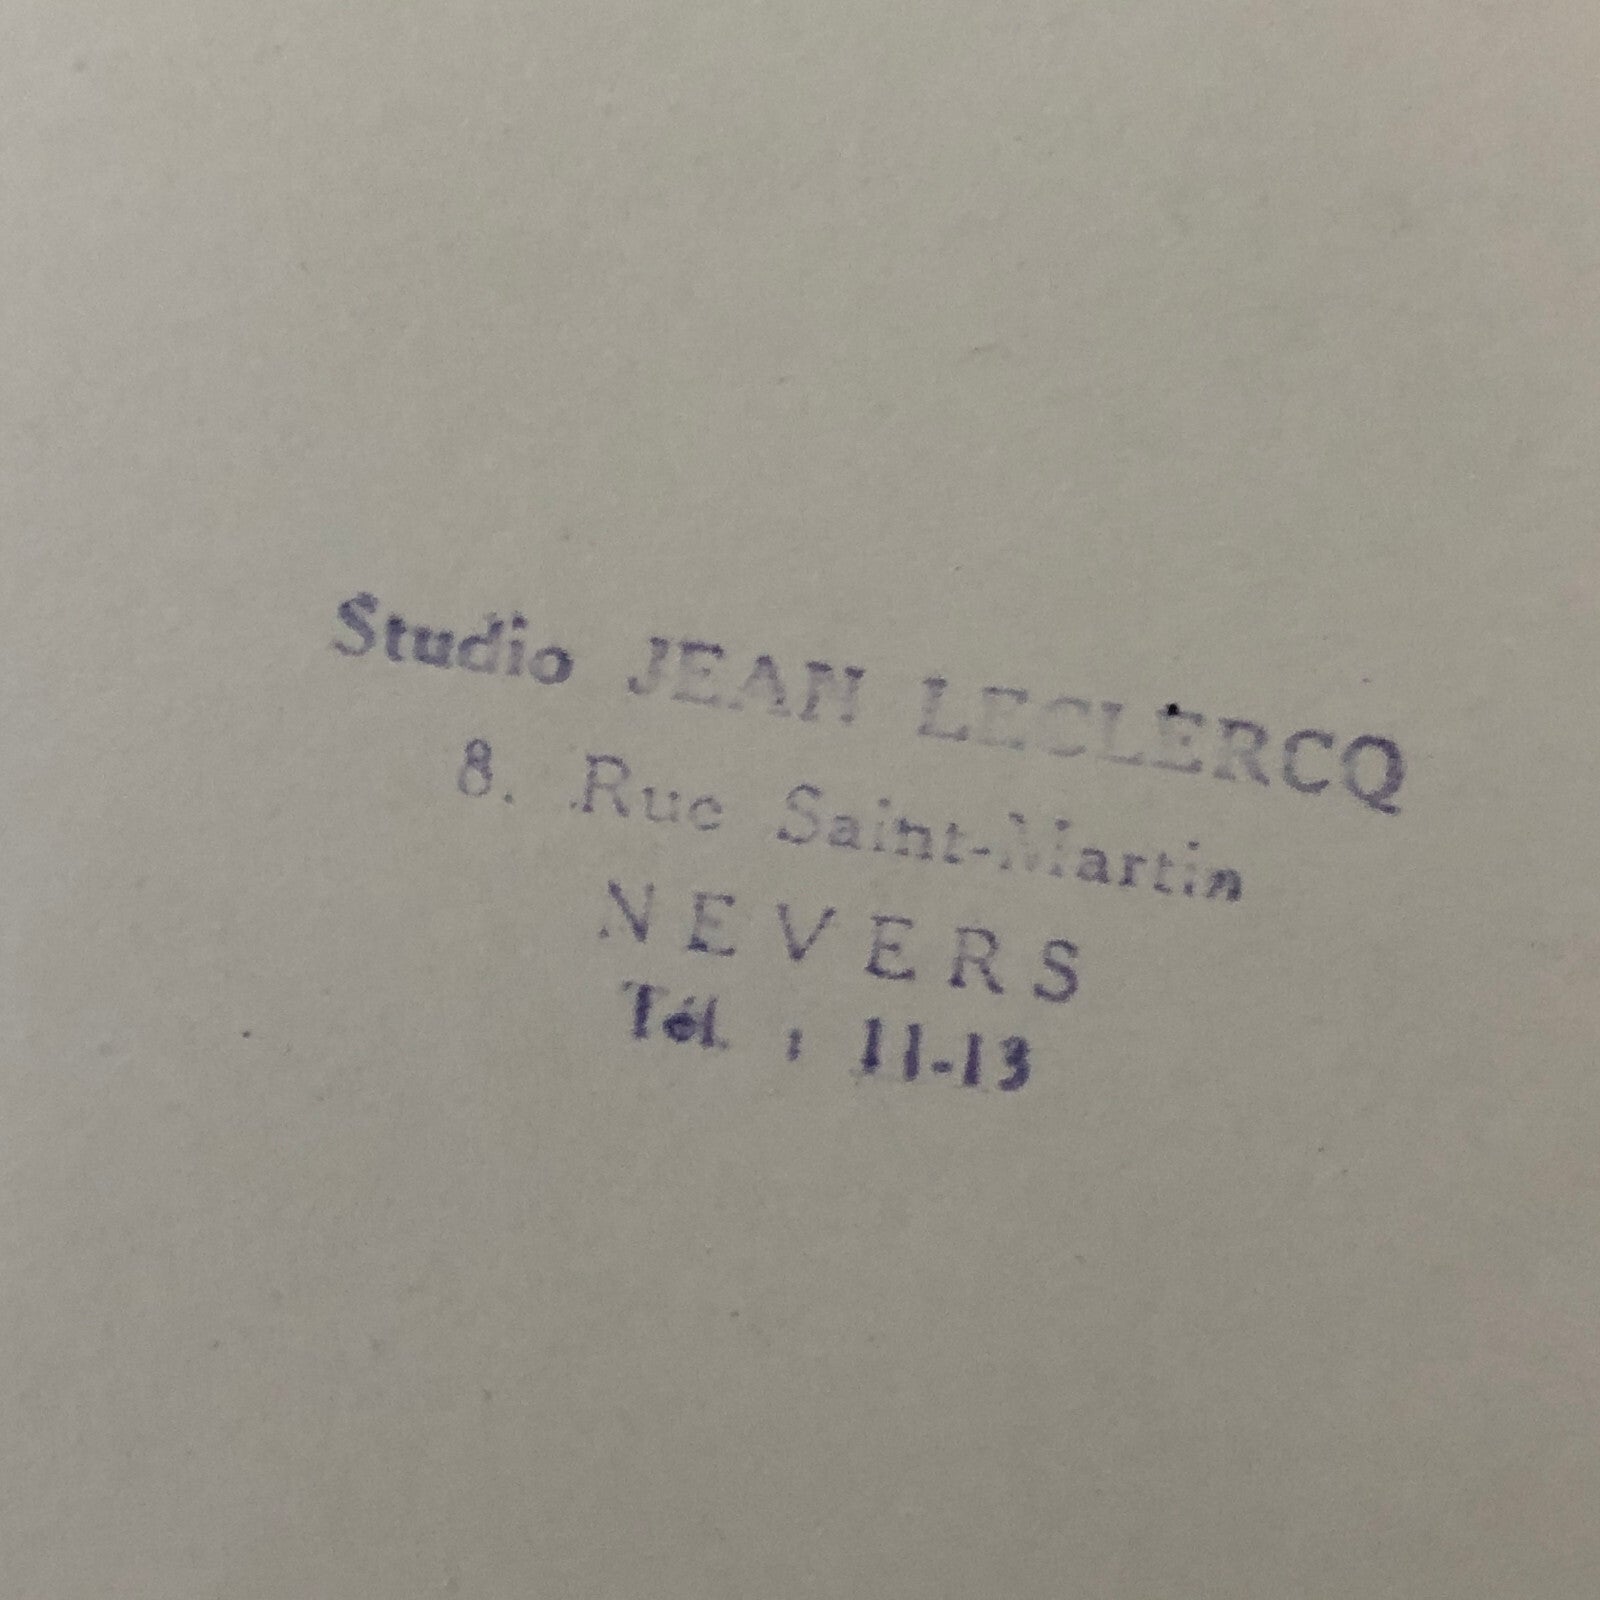 Studio JEAN LECLERCQ
8. Rue Saint-Martin
NEVERS
Tél. : 11-13